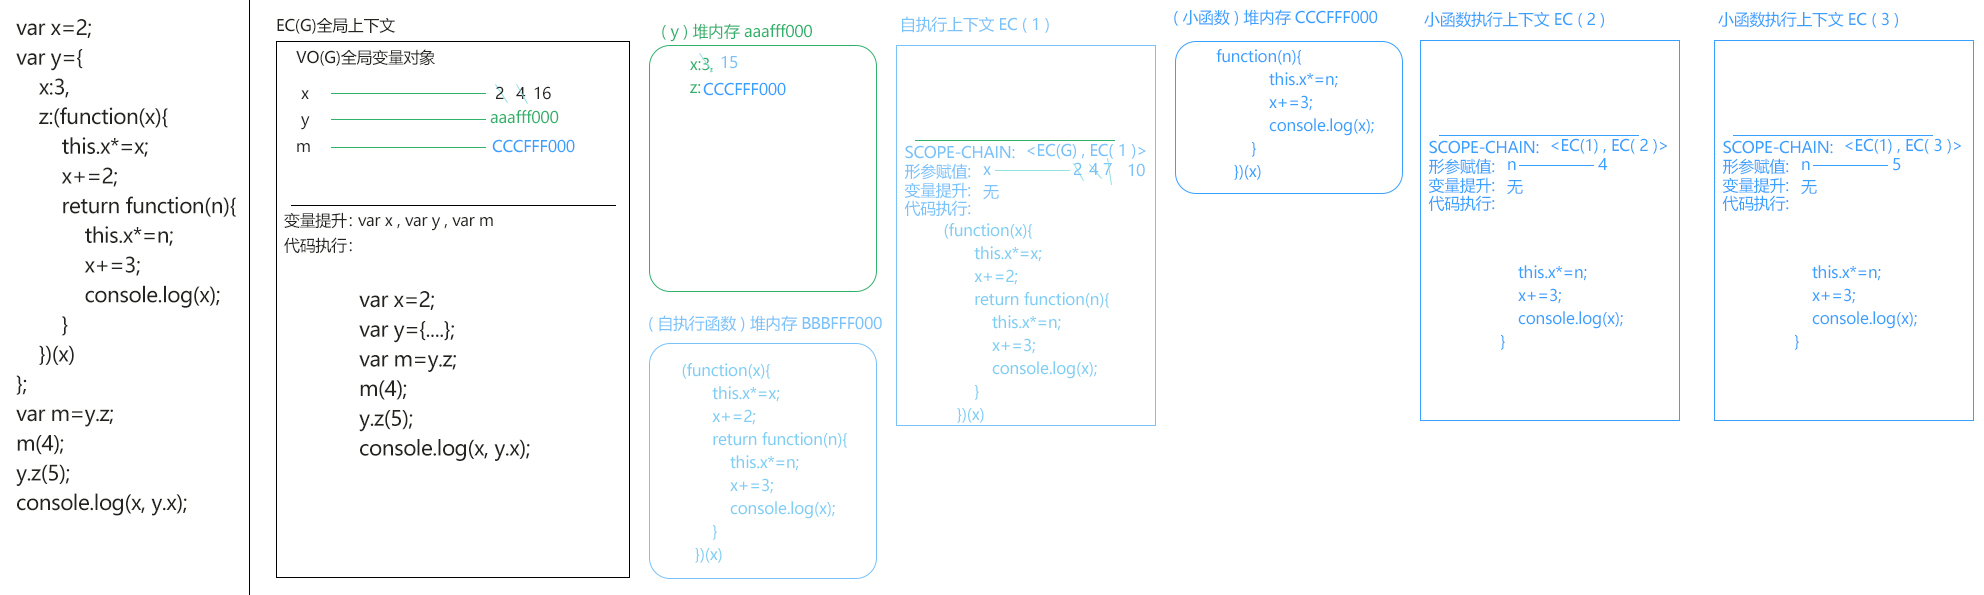 var x=2;
var y={
x:3,
z:(function(x){
this.x*=x;
x+=2;
return function(n){
this.x*=n;
x+=3;
console.log(x);
}
})(x)
};
var m=y.z;
m(4);
y.z(5);
console.log(x, y.x);
EC(G)全局上下文
VO(G)全局变量对象
x 2 4 16
y aaafff000
m CCCFFF000
变量提升: var x , var y , var m
代码执行:
var x=2;
var y={....};
var m=y.z;
m(4);
y.z(5);
console.log(x, y.x);
( y ) 堆内存 aaafff000
x:3, 15
z: CCCFFF000
( 自执行函数 ) 堆内存 BBBFFF000
(function(x){
this.x*=x;
x+=2;
return function(n){
this.x*=n;
x+=3;
console.log(x);
}
})(x)
自执行上下文 EC ( 1 )
SCOPE-CHAIN: <EC(G) , EC( 1 )>
形参赋值: x 2 4 7 10
变量提升: 无
代码执行:
(function(x){
this.x*=x;
x+=2;
return function(n){
this.x*=n;
x+=3;
console.log(x);
}
})(x)
( 小函数 ) 堆内存 CCCFFF000
function(n){
this.x*=n;
x+=3;
console.log(x);
}
})(x)
小函数执行上下文 EC ( 2 )
SCOPE-CHAIN: <EC(1) , EC( 2 )>
形参赋值: n 4
变量提升: 无
代码执行:
this.x*=n;
x+=3;
console.log(x);
}
小函数执行上下文 EC ( 3 )
SCOPE-CHAIN: <EC(1) , EC( 3 )>
形参赋值: n 5
变量提升: 无
代码执行:
this.x*=n;
x+=3;
console.log(x);
}